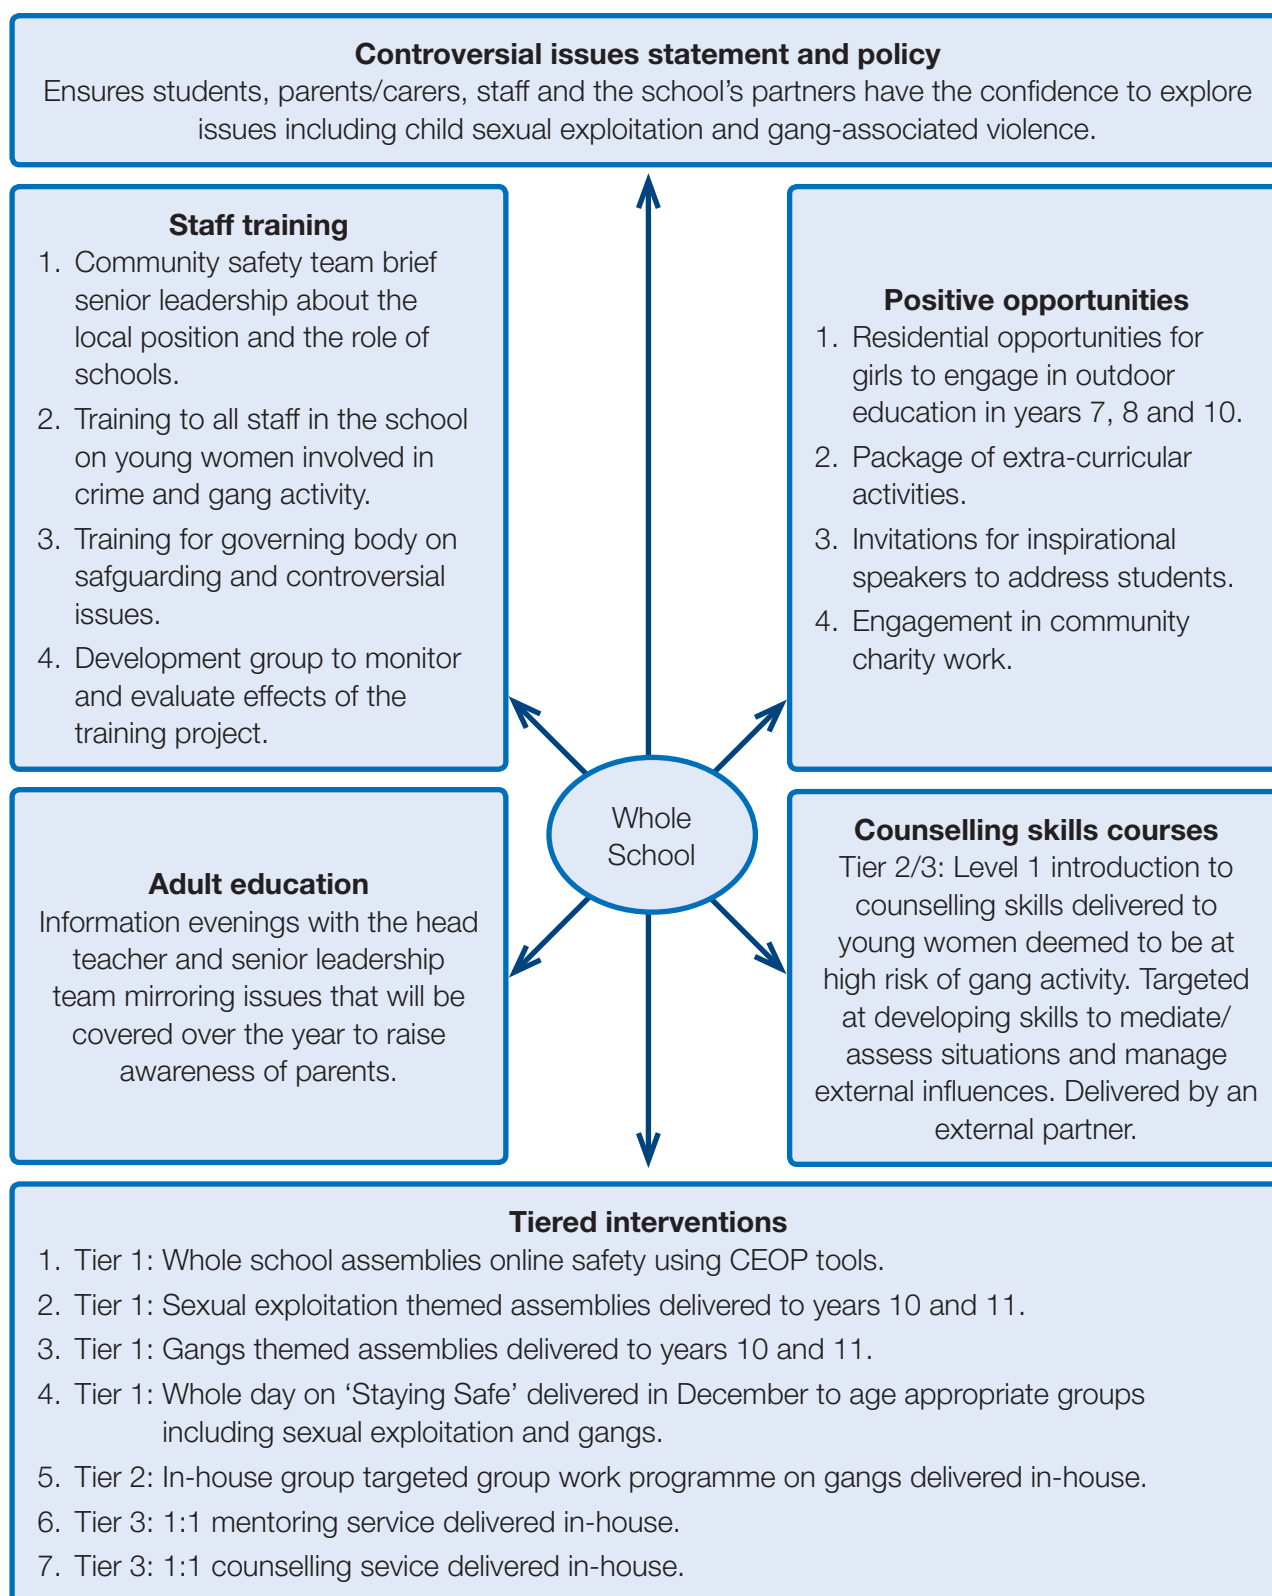 Controversial issues statement and policy
Ensures students, parents/carers, staff and the school's partners have the confidence to explore
issues including child sexual exploitation and gang-associated violence.
Staff training
1. Community safety team brief
senior leadership about the
local position and the role of
schools.
2. Training to all staff in the school
on young women involved in
crime and gang activity.
3. Training for governing body on
safguarding and controversial
issues.
4. Development group to monitor
and evaluate effects of the
training project.
Positive opportunities
1. Residential opportunities for
girls to engage in outdoor
education in years 7, 8 and 10.
2. Package of extra-curricular
activities.
3. Invitations for inspirational
speakers to address students.
4. Engagement in community
charity work.
Whole
School
Adult education
Information evenings with the head
teacher and senior leadership
team mirroring issues that will be
covered over the year to raise
awareness of parents.
Counselling skills courses
Tier 2/3: Level 1 introduction to
counselling skills delivered to
young women deemed to be at
high risk of gang activity. Targeted
at developing skills to mediate/
assess situations and manage
external influences. Delivered by an
external partner.
Tiered interventions
1. Tier 1: Whole school assemblies online safety using CEOP tools.
2. Tier 1: Sexual exploitation themed assemblies delivered to years 10 and 11.
3. Tier 1: Gangs themed assemblies delivered to years 10 and 11.
4. Tier 1: Whole day on 'Staying Safe' delivered in December to age appropriate groups
including sexual exploitation and gangs.
5. Tier 2: In-house group targeted group work programme on gangs delivered in-house.
6. Tier 3: 1:1 mentoring service delivered in-house.
7. Tier 3: 1:1 counselling sevice delivered in-house.